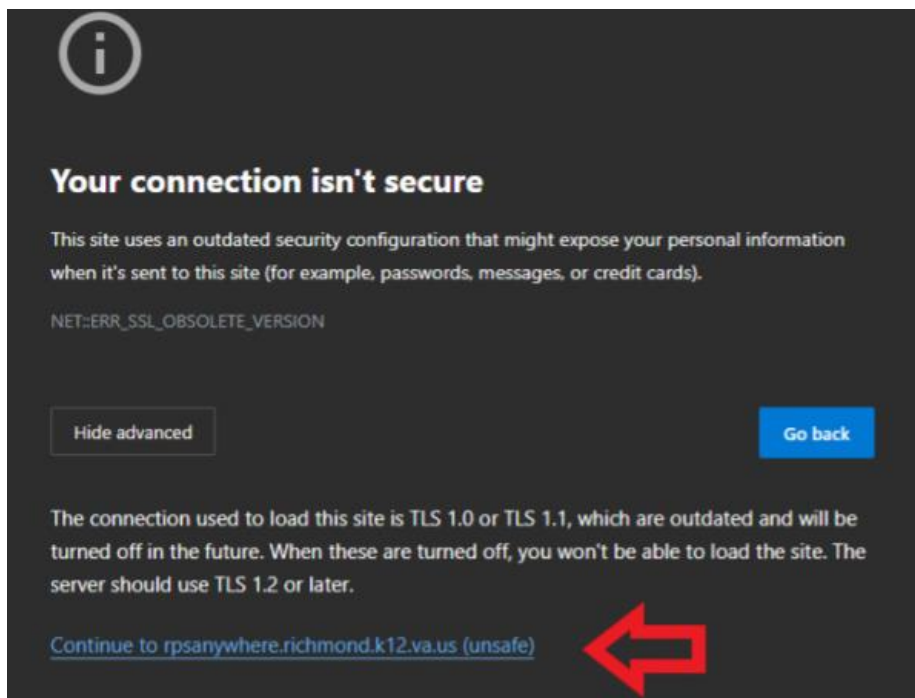 Your connection isn't secure
This site uses an outdated security configuration that might expose your personal information
when it's sent to this site (for example, passwords, messages, or credit cards).
NET::ERR_SSL_OBSOLETE_VERSION
Hide advanced
Go back
The connection used to load this site is TLS 1.0 or TLS 1.1, which are outdated and will be
turned off in the future. When these are turned off, you won't be able to load the site. The
server should use TLS 1.2 or later.
Continue to rpsanywhere.richmond.k12.va.us (unsafe)